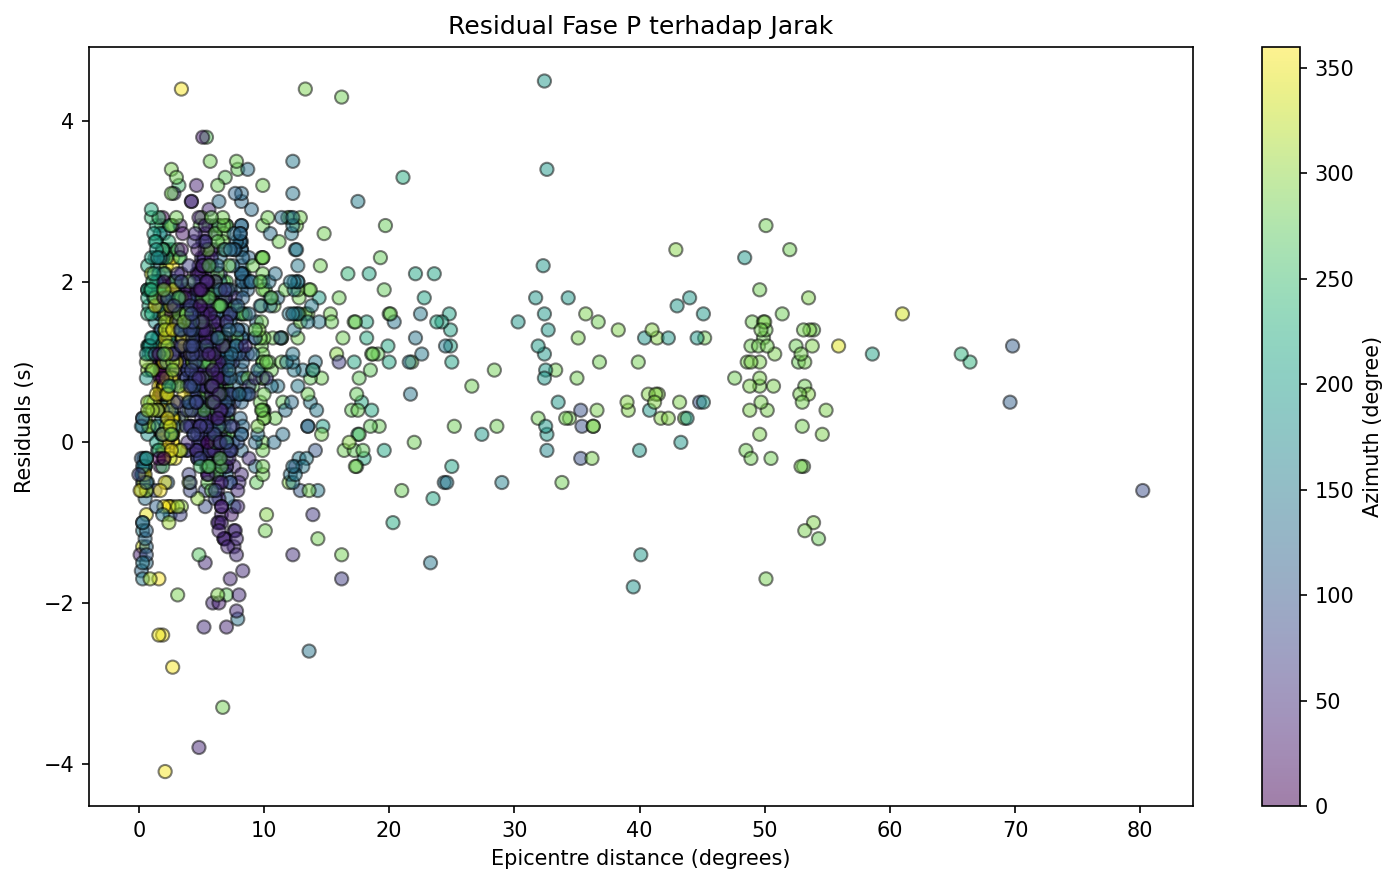 Residual Fase P terhadap Jarak
Residuals (s)
4
2
0
−2
−4
0 10 20 30 40 50 60 70 80
Epicentre distance (degrees)
350
300
250
200
150
100
50
0
Azimuth (degree)